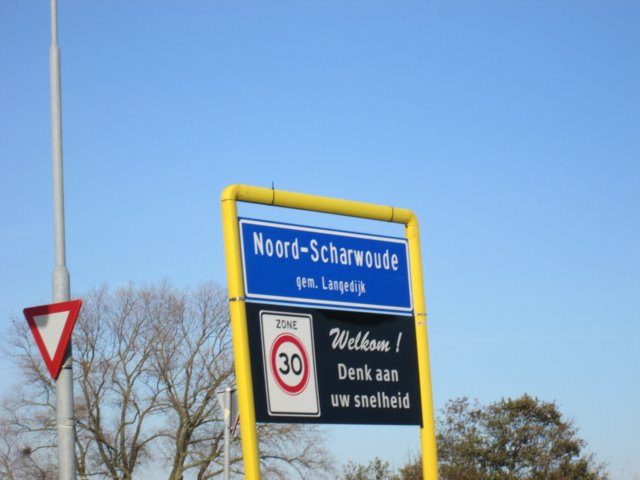 Noord-Scharwoude
gem. Langedijk
ZONE
30
Welkom!
Denk aan
uw snelheid